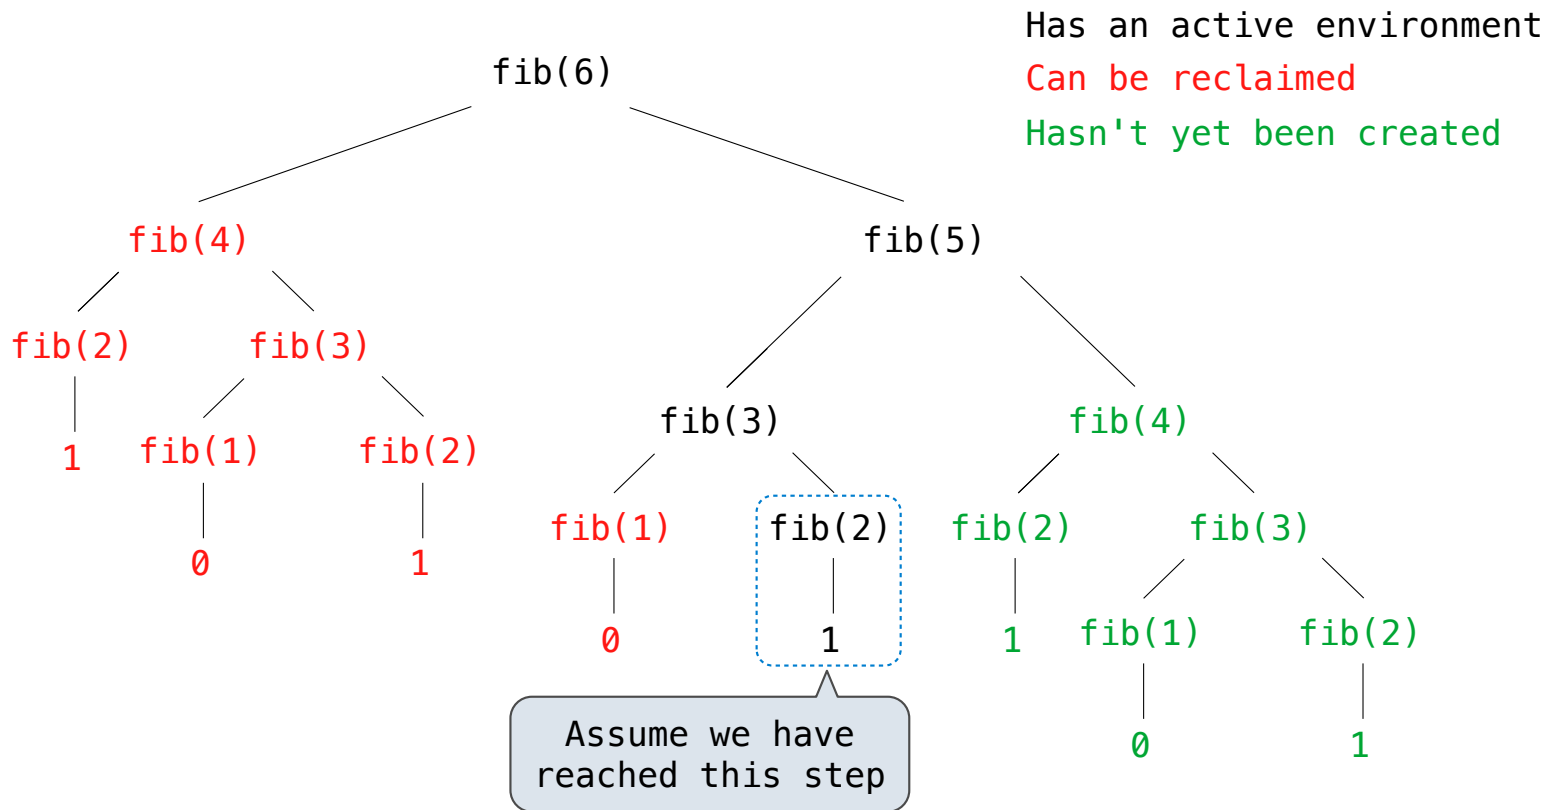 Has an active environment
Can be reclaimed
Hasn't yet been created
fib(6)
fib(4)
fib(5)
fib(2)
fib(3)
fib(3)
fib(4)
1
fib(1)
fib(2)
fib(1)
fib(2)
fib(2)
fib(3)
0
1
0
1
1
fib(1)
fib(2)
0
1
Assume we have
reached this step